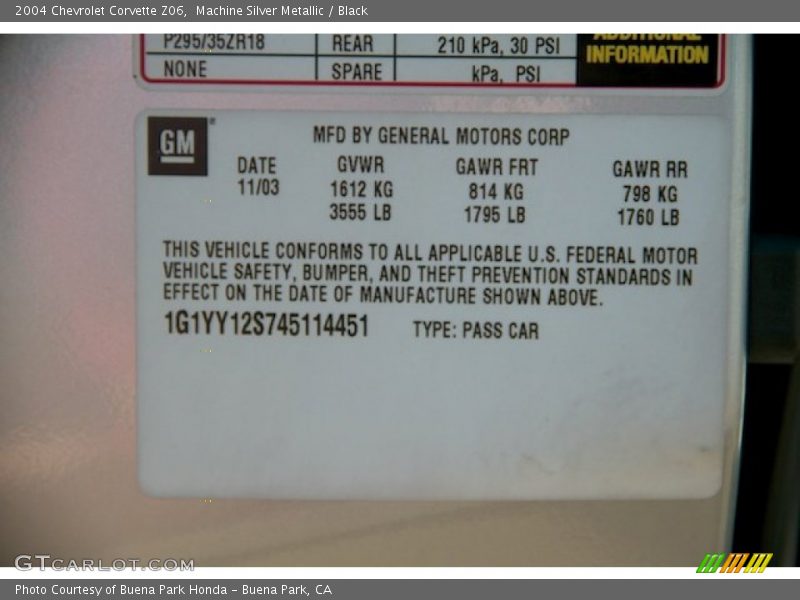 2004 Chevrolet Corvette Z06, Machine Silver Metallic / Black
P295/35ZR18 REAR 210 kPa, 30 PSI
NONE SPARE kPa, PSI
ADDITIONAL
INFORMATION
GM
MFD BY GENERAL MOTORS CORP
DATE GVWR GAWR FRT GAWR RR
11/03 1612 KG 814 KG 798 KG
3555 LB 1795 LB 1760 LB
THIS VEHICLE CONFORMS TO ALL APPLICABLE U.S. FEDERAL MOTOR
VEHICLE SAFETY, BUMPER, AND THEFT PREVENTION STANDARDS IN
EFFECT ON THE DATE OF MANUFACTURE SHOWN ABOVE.
1G1YY12S745114451 TYPE: PASS CAR
GTCARLOT.COM
Photo Courtesy of Buena Park Honda - Buena Park, CA